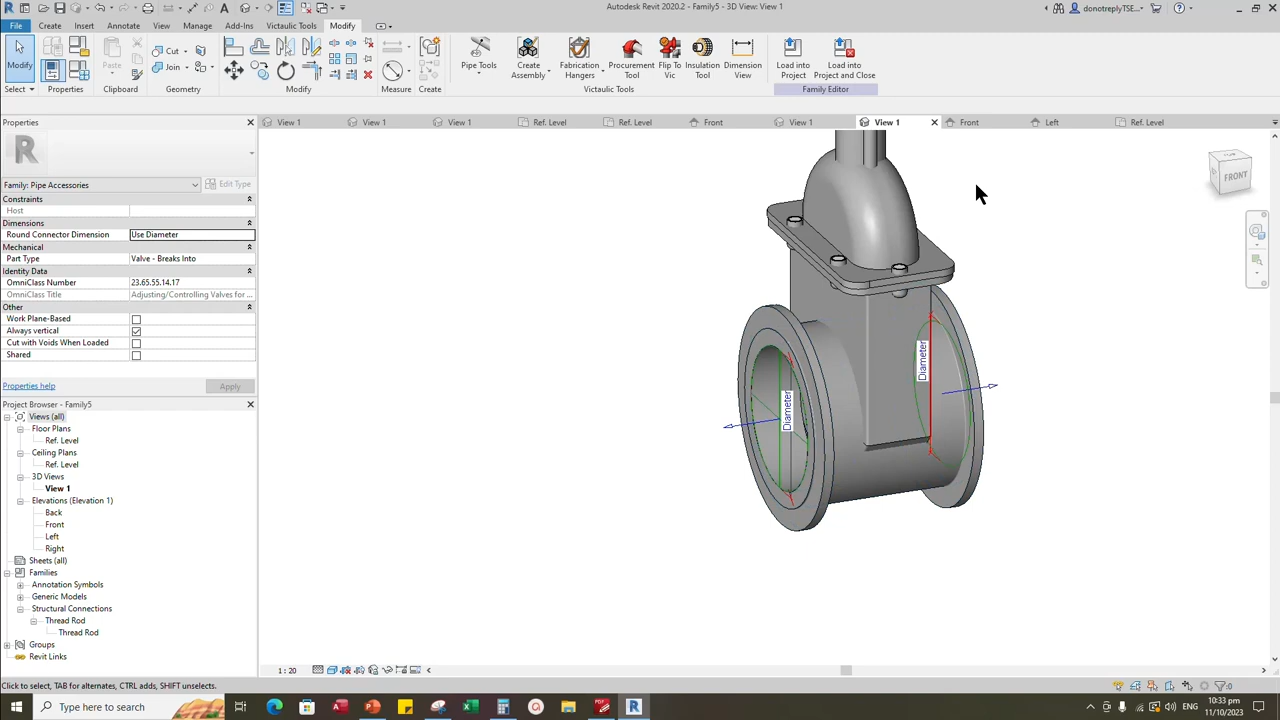 Autodesk Revit 2020.2 - Family5 - 3D View: View 1
donotreplyTSE...
File
Create
Insert
Annotate
View
Manage
Add-Ins
Victaulic Tools
Modify
Modify
Paste
Cut
Join
Pipe Tools
Create Assembly
Fabrication Hangers
Procurement Tool
Flip To Vic
Insulation Tool
Dimension View
Load into Project
Load into Project and Close
Select
Properties
Clipboard
Geometry
Modify
Measure
Create
Victaulic Tools
Family Editor
Properties
View 1
View 1
View 1
Ref. Level
Ref. Level
Front
View 1
View 1
Front
Left
Ref. Level
Family: Pipe Accessories
Edit Type
Constraints
Host
Dimensions
Round Connector Dimension Use Diameter
Mechanical
Part Type Valve - Breaks Into
Identity Data
OmniClass Number 23.65.55.14.17
OmniClass Title Adjusting/Controlling Valves for ...
Other
Work Plane-Based
Always vertical
Cut with Voids When Loaded
Shared
Properties help
Apply
Project Browser - Family5
Views (all)
Floor Plans
Ref. Level
Ceiling Plans
Ref. Level
3D Views
View 1
Elevations (Elevation 1)
Back
Front
Left
Right
Sheets (all)
Families
Annotation Symbols
Generic Models
Structural Connections
Thread Rod
Thread Rod
Groups
Revit Links
Diameter
Diameter
FRONT
1 : 20
Click to select, TAB for alternates, CTRL adds, SHIFT unselects.
:0
Type here to search
ENG
10:33 pm
11/10/2023